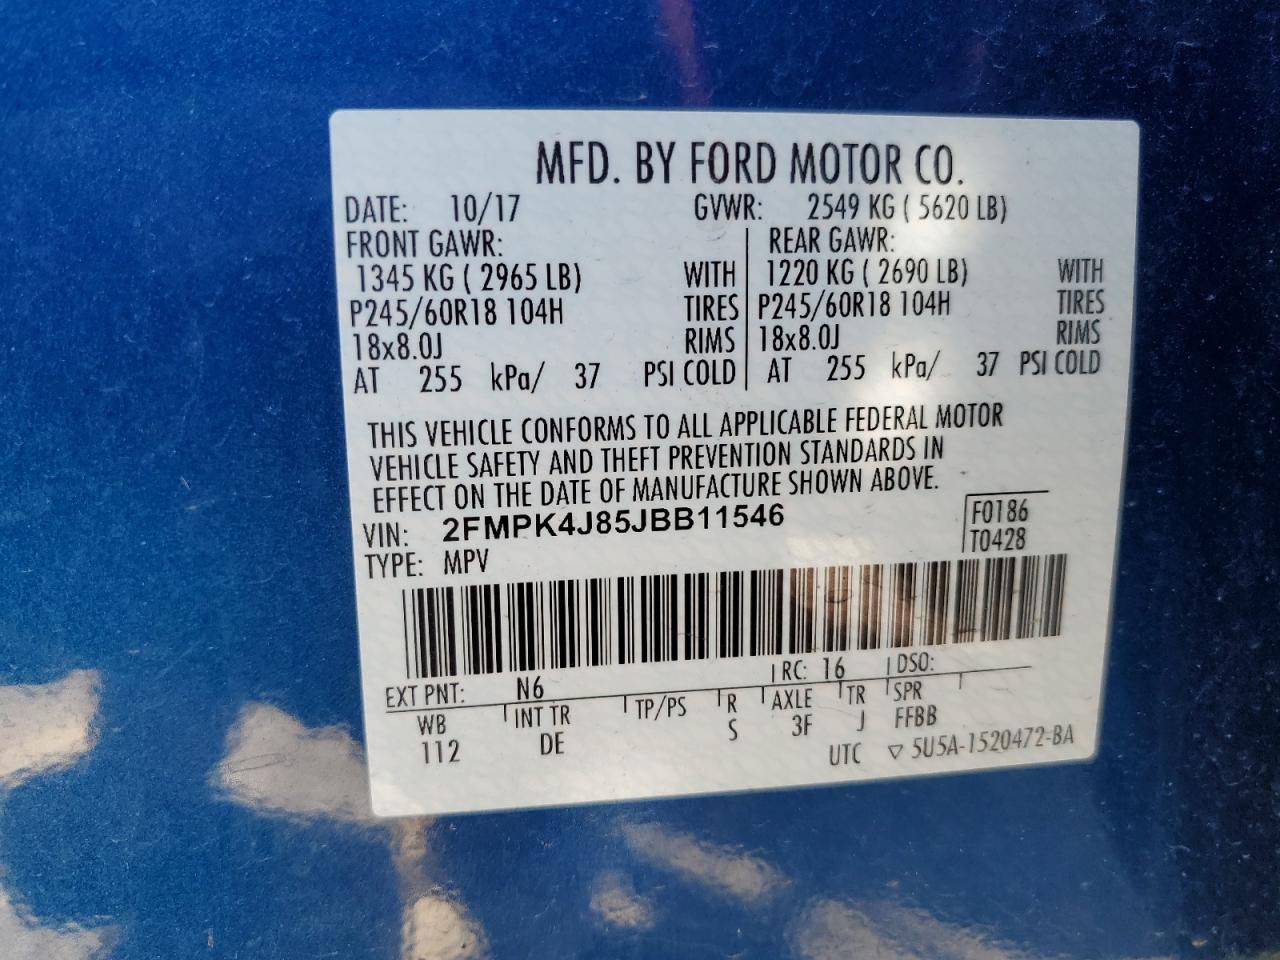 MFD. BY FORD MOTOR CO.
DATE: 10/17 GVWR: 2549 KG ( 5620 LB)
FRONT GAWR: REAR GAWR:
1345 KG ( 2965 LB) WITH 1220 KG ( 2690 LB) WITH
P245/60R18 104H TIRES P245/60R18 104H TIRES
18x8.0J RIMS 18x8.0J RIMS
AT 255 kPa/ 37 PSI COLD AT 255 kPa/ 37 PSI COLD
THIS VEHICLE CONFORMS TO ALL APPLICABLE FEDERAL MOTOR
VEHICLE SAFETY AND THEFT PREVENTION STANDARDS IN
EFFECT ON THE DATE OF MANUFACTURE SHOWN ABOVE.
VIN: 2FMPK4J85JBB11546 F0186
TYPE: MPV T0428
EXT PNT: N6 RC: 16 DSO:
WB INT TR TP/PS R AXLE TR SPR
112 DE S 3F J FFBB
UTC ▽ 5U5A-1520472-BA